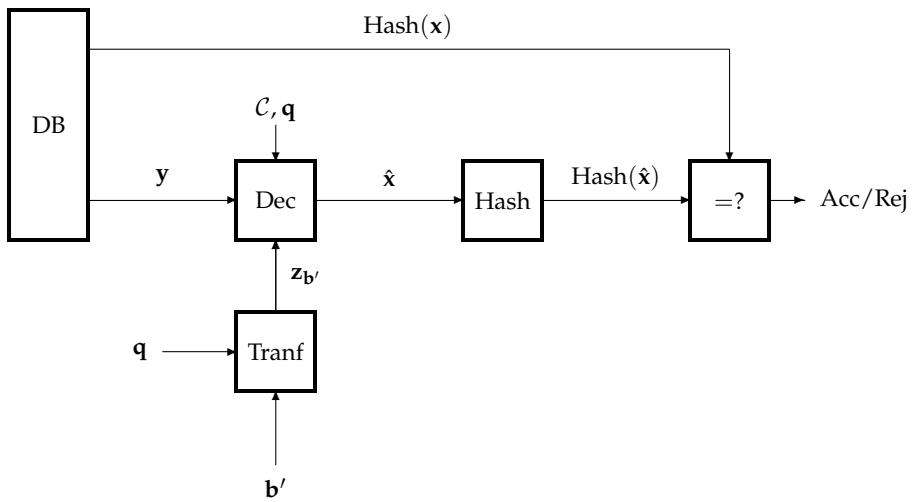 Hash(x)
DB
𝒞, q
y
Dec
x̂
Hash
Hash(x̂)
=?
Acc/Rej
z_b′
q
Tranf
b′